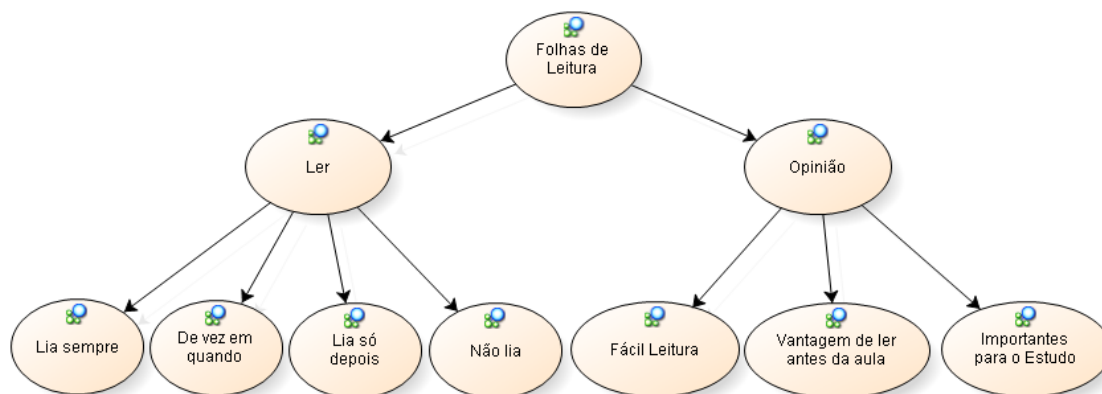 Folhas de
Leitura
Ler
Opinião
Lia sempre
De vez em
quando
Lia só
depois
Não lia
Fácil Leitura
Vantagem de ler
antes da aula
Importantes
para o Estudo